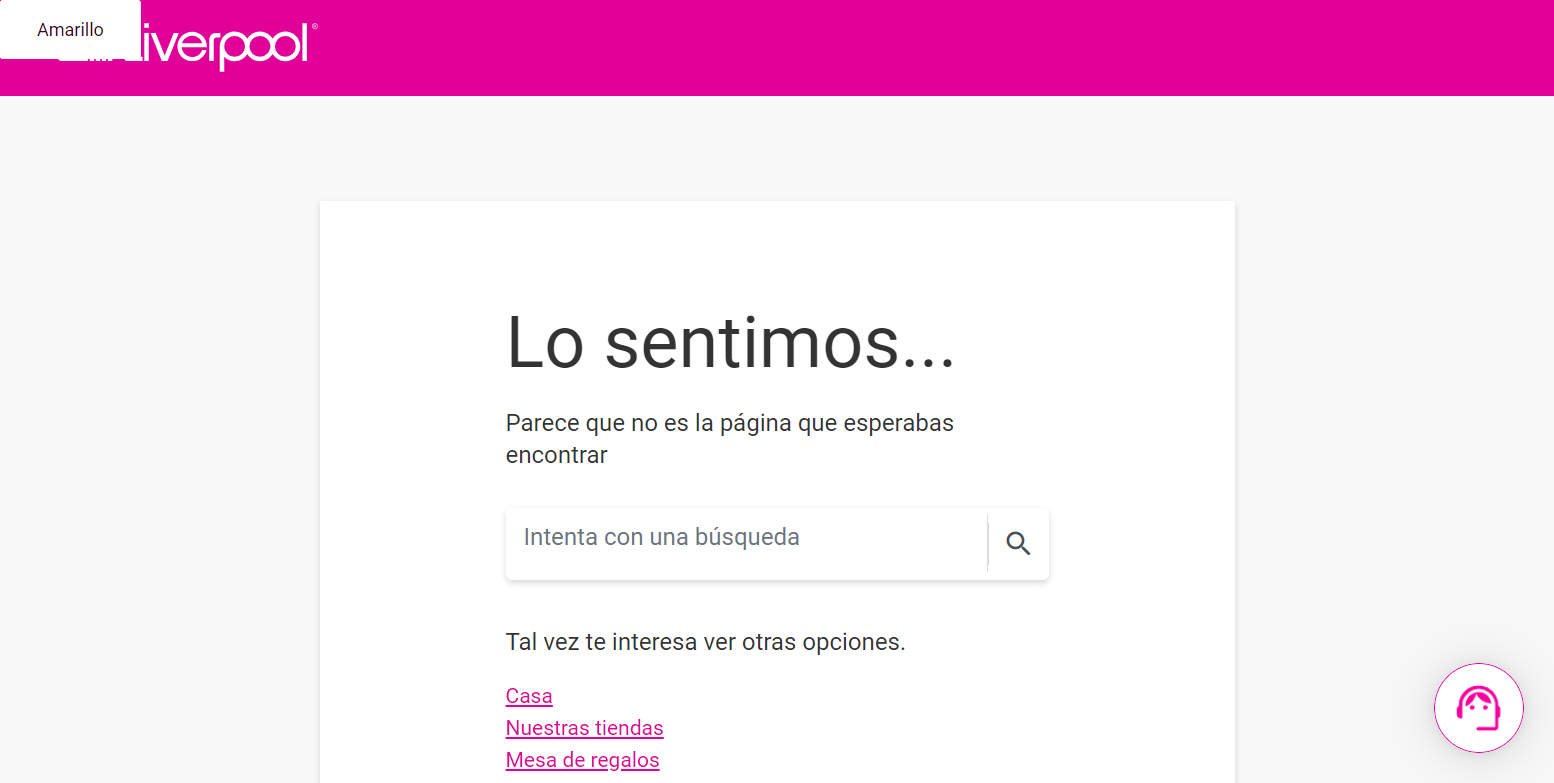 Amarillo
iverpool®
Lo sentimos...
Parece que no es la página que esperabas
encontrar
Intenta con una búsqueda
Tal vez te interesa ver otras opciones.
Casa
Nuestras tiendas
Mesa de regalos